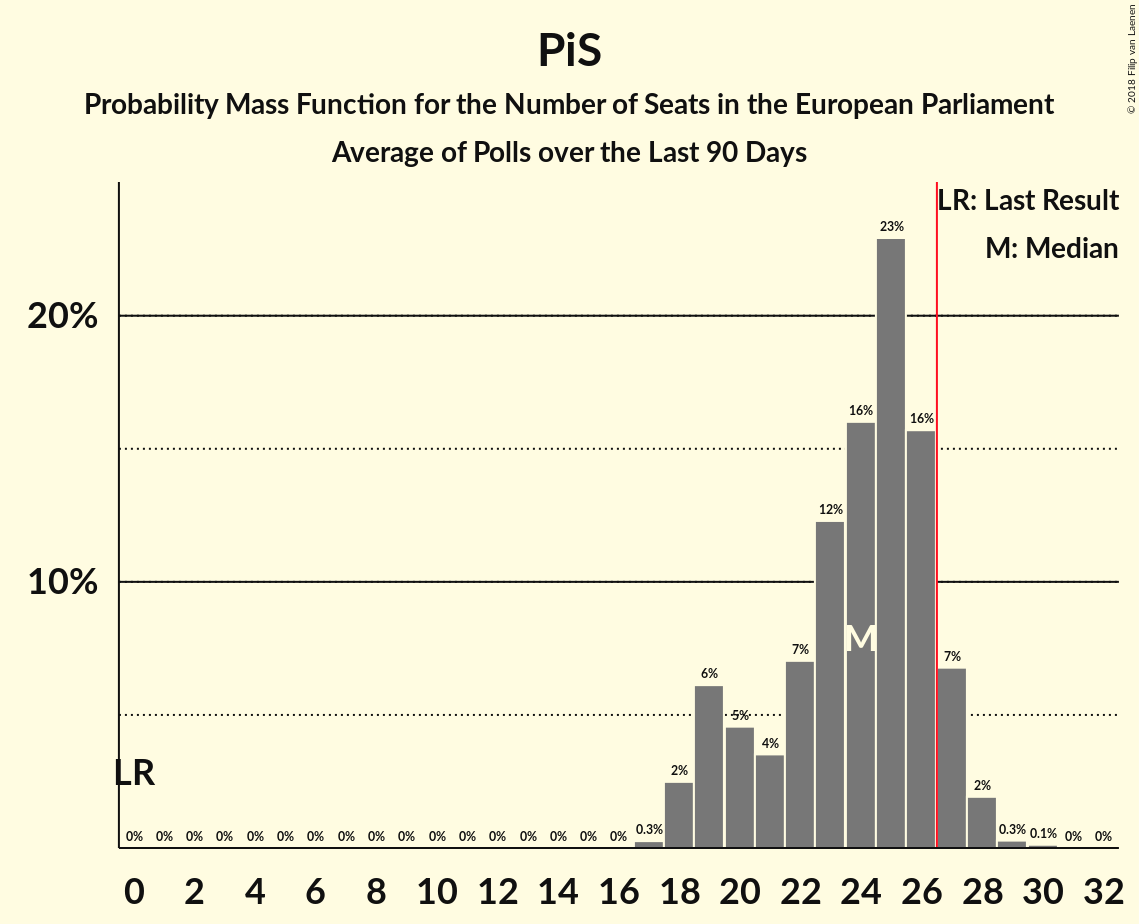 © 2018 Filip van Laenen
PiS
Probability Mass Function for the Number of Seats in the European Parliament
Average of Polls over the Last 90 Days
LR: Last Result
M: Median
20%
10%
23%
16%
16%
12%
7%
7%
6%
5%
4%
2%
2%
M
LR
0% 0% 0% 0% 0% 0% 0% 0% 0% 0% 0% 0% 0% 0% 0% 0% 0% 0.3% 0.3% 0.1% 0% 0%
0 2 4 6 8 10 12 14 16 18 20 22 24 26 28 30 32